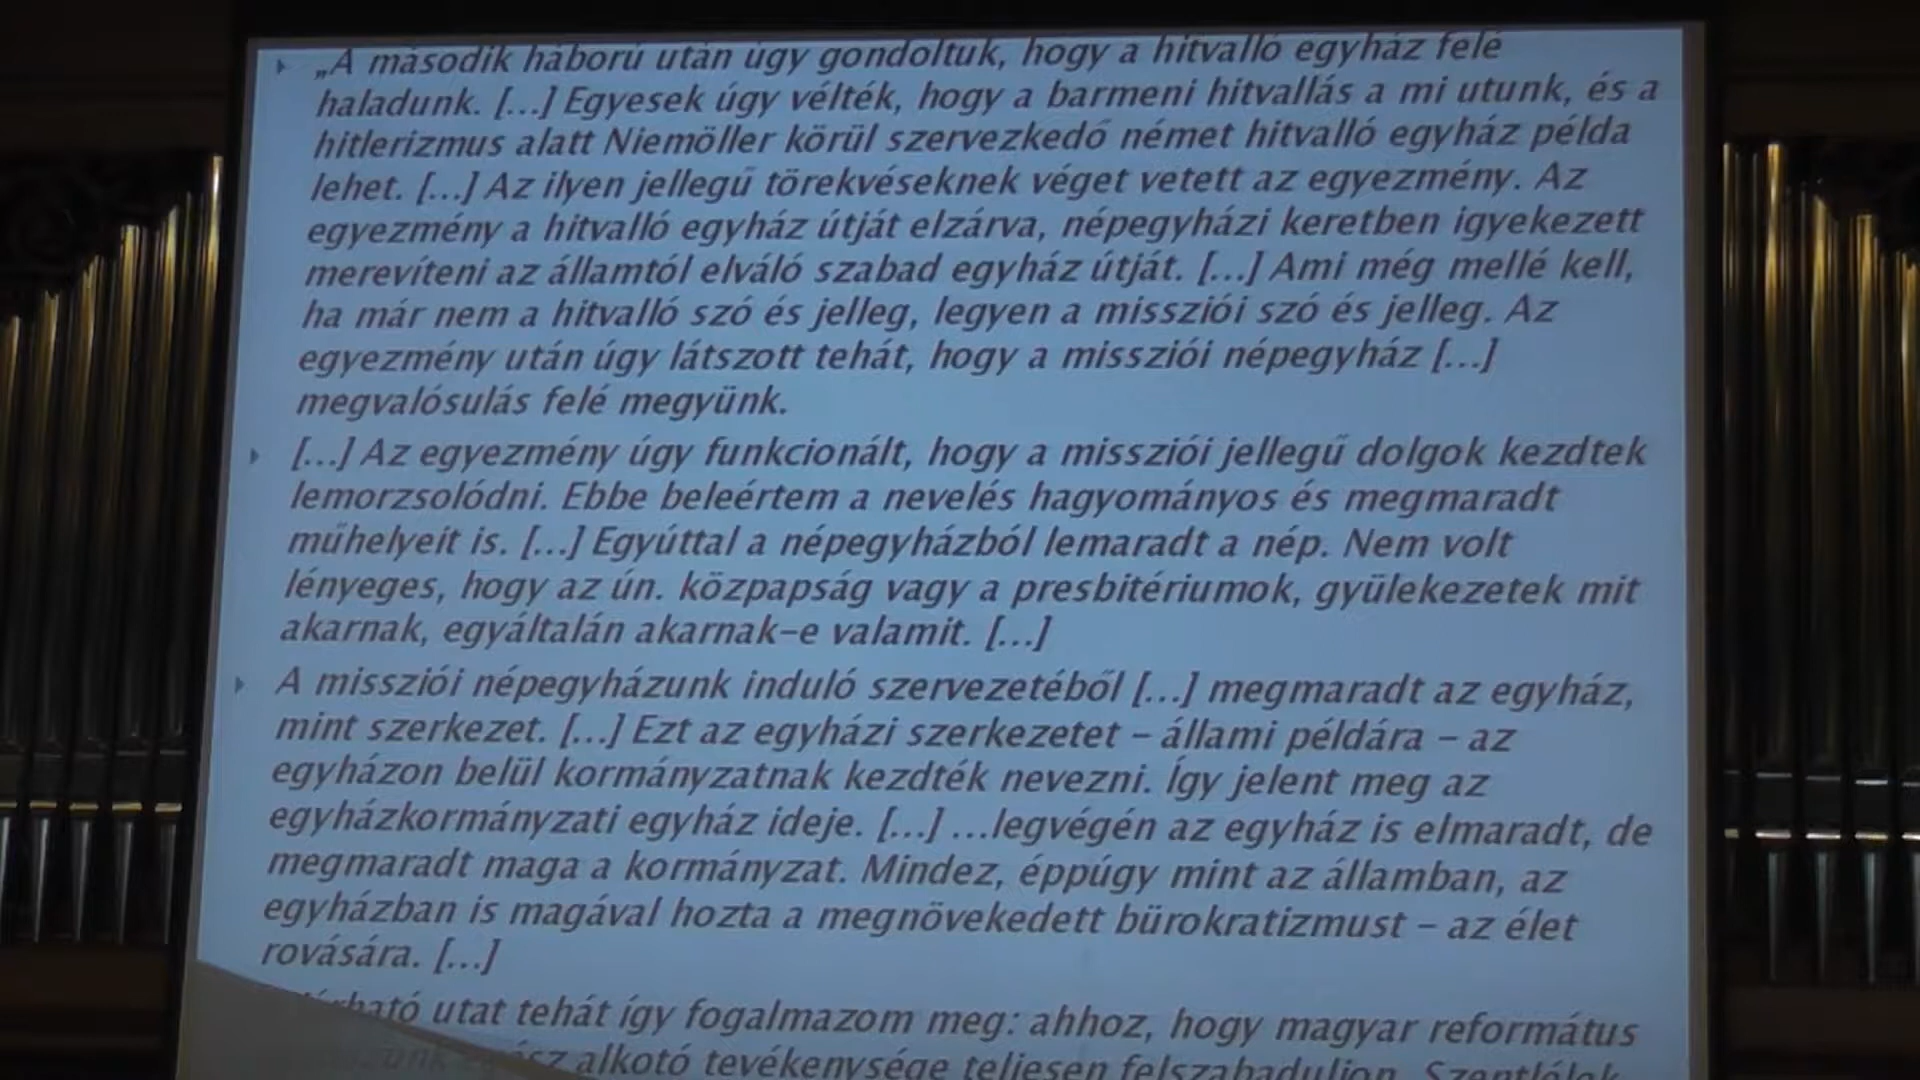 „A második háború után úgy gondoltuk, hogy a hitvalló egyház felé
haladunk. [...] Egyesek úgy vélték, hogy a barmeni hitvallás a mi utunk, és a
hitlerizmus alatt Niemöller körül szervezkedő német hitvalló egyház példa
lehet. [...] Az ilyen jellegű törekvéseknek véget vetett az egyezmény. Az
egyezmény a hitvalló egyház útját elzárva, népegyházi keretben igyekezett
merevíteni az államtól elváló szabad egyház útját. [...] Ami még mellé kell,
ha már nem a hitvalló szó és jelleg, legyen a missziói szó és jelleg. Az
egyezmény után úgy látszott tehát, hogy a missziói népegyház [...]
megvalósulás felé megyünk.
[...] Az egyezmény úgy funkcionált, hogy a missziói jellegű dolgok kezdtek
lemorzsolódni. Ebbe beleértem a nevelés hagyományos és megmaradt
műhelyeit is. [...] Egyúttal a népegyházból lemaradt a nép. Nem volt
lényeges, hogy az ún. közpapság vagy a presbitériumok, gyülekezetek mit
akarnak, egyáltalán akarnak-e valamit. [...]
A missziói népegyházunk induló szervezetéből [...] megmaradt az egyház,
mint szerkezet. [...] Ezt az egyházi szerkezetet – állami példára – az
egyházon belül kormányzatnak kezdték nevezni. Így jelent meg az
egyházkormányzati egyház ideje. [...] ...legvégén az egyház is elmaradt, de
megmaradt maga a kormányzat. Mindez, éppúgy mint az államban, az
egyházban is magával hozta a megnövekedett bürokratizmust – az élet
rovására. [...]
utat tehát így fogalmazom meg: ahhoz, hogy magyar református
alkotó tevékenysége teljesen felszabaduljon, Szentlélek